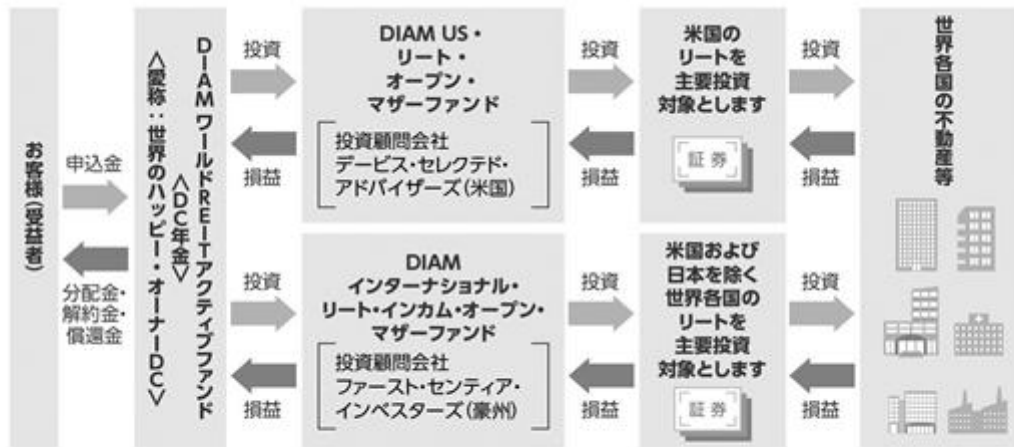 お客様(受益者)
申込金
分配金・
解約金・
償還金
DIAMワールドREITアクティブファンド
<DC年金>
<愛称:世界のハッピー・オーナーDC>
投資
損益
DIAM US・
リート・
オープン・
マザーファンド
投資顧問会社
デービス・セレクテド・
アドバイザーズ(米国)
投資
損益
米国の
リートを
主要投資
対象とします
証券
投資
損益
投資
損益
DIAM
インターナショナル・
リート・インカム・オープン・
マザーファンド
投資顧問会社
ファースト・センティア・
インベスターズ(豪州)
投資
損益
米国および
日本を除く
世界各国の
リートを
主要投資
対象とします
証券
投資
損益
世界各国の不動産等